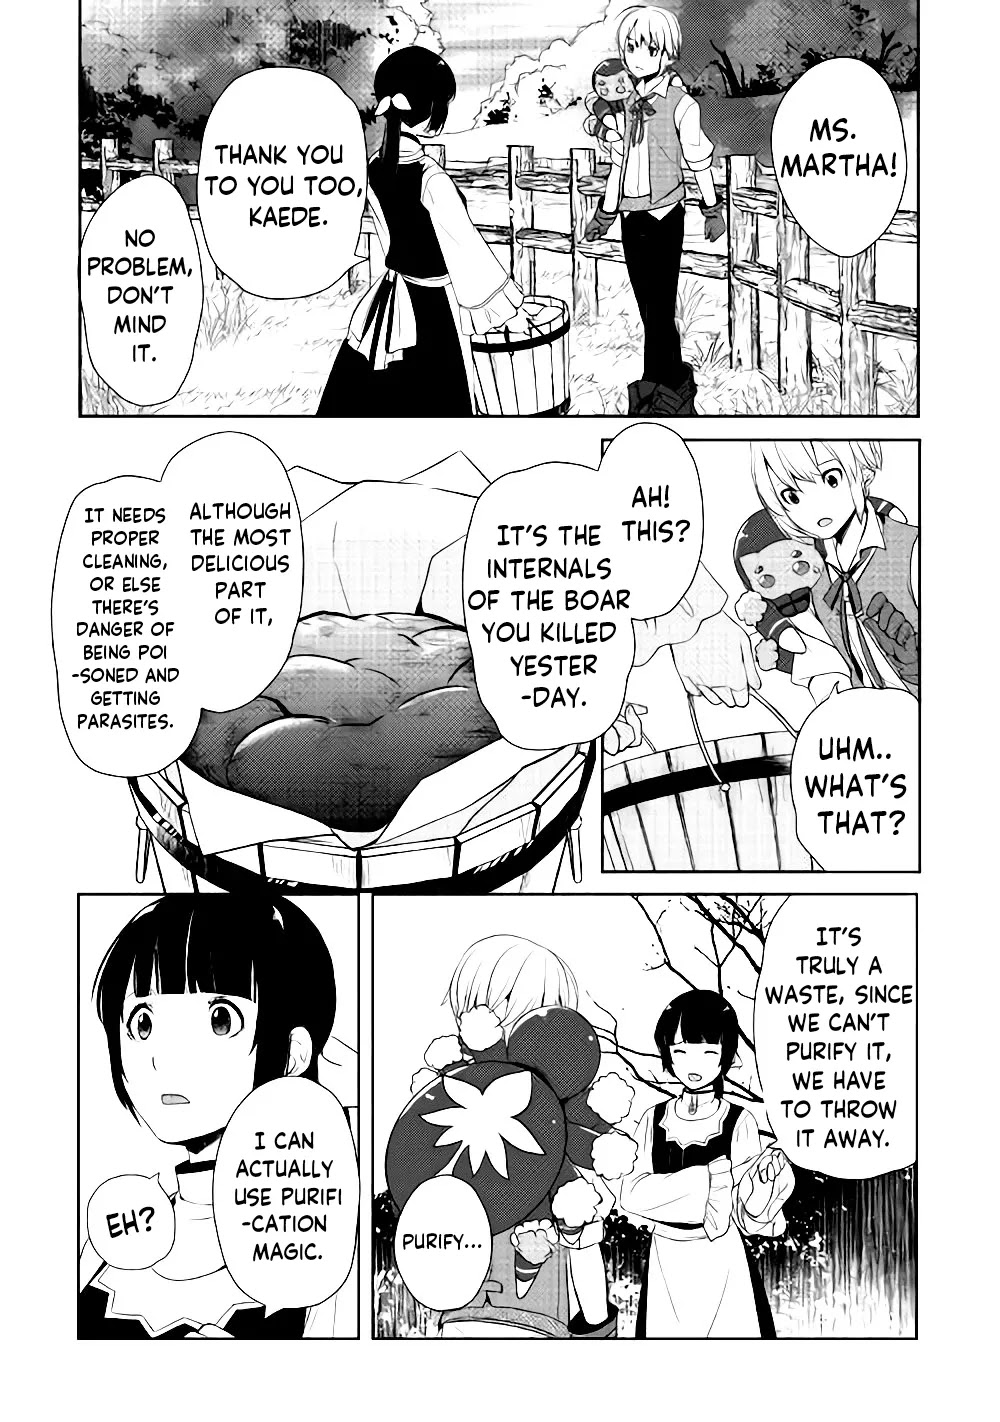 MS.
MARTHA!
THANK YOU
TO YOU TOO,
KAEDE.
NO
PROBLEM,
DON'T
MIND
IT.
UHM..
WHAT'S
THAT?
AH!
THIS?
IT'S THE
INTERNALS
OF THE BOAR
YOU KILLED
YESTER
-DAY.
ALTHOUGH
THE MOST
DELICIOUS
PART
OF IT,
IT NEEDS
PROPER
CLEANING,
OR ELSE
THERE'S
DANGER OF
BEING POI
-SONED AND
GETTING
PARASITES.
IT'S
TRULY A
WASTE, SINCE
WE CAN'T
PURIFY IT,
WE HAVE
TO THROW
IT AWAY.
PURIFY...
I CAN
ACTUALLY
USE PURIFI
-CATION
MAGIC.
EH?